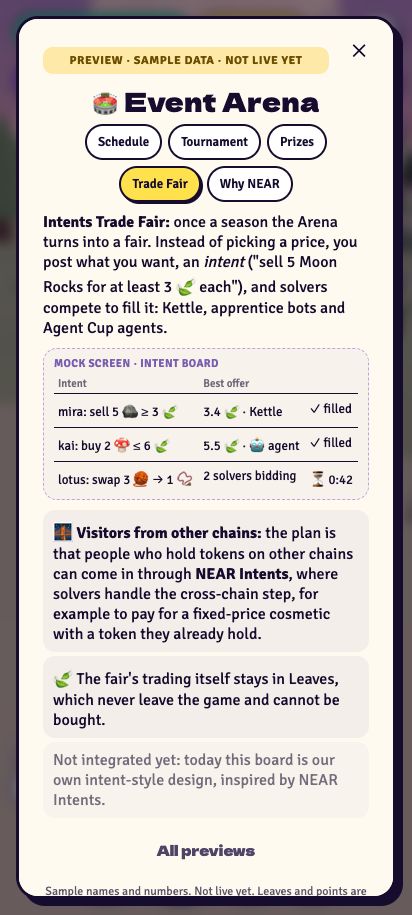 PREVIEW · SAMPLE DATA · NOT LIVE YET
Event Arena
Schedule
Tournament
Prizes
Trade Fair
Why NEAR
Intents Trade Fair: once a season the Arena
turns into a fair. Instead of picking a price, you
post what you want, an intent ("sell 5 Moon
Rocks for at least 3 🍃 each"), and solvers
compete to fill it: Kettle, apprentice bots and
Agent Cup agents.
MOCK SCREEN · INTENT BOARD
Intent Best offer
mira: sell 5 🪨 ≥ 3 🍃 3.4 🍃 · Kettle ✓ filled
kai: buy 2 🍄 ≤ 6 🍃 5.5 🍃 · 🤖 agent ✓ filled
lotus: swap 3 → 1 2 solvers bidding ⏳ 0:42
Visitors from other chains: the plan is
that people who hold tokens on other chains
can come in through NEAR Intents, where
solvers handle the cross-chain step, for
example to pay for a fixed-price cosmetic
with a token they already hold.
🍃 The fair's trading itself stays in Leaves,
which never leave the game and cannot be
bought.
Not integrated yet: today this board is our
own intent-style design, inspired by NEAR
Intents.
All previews
Sample names and numbers. Not live yet. Leaves and points are